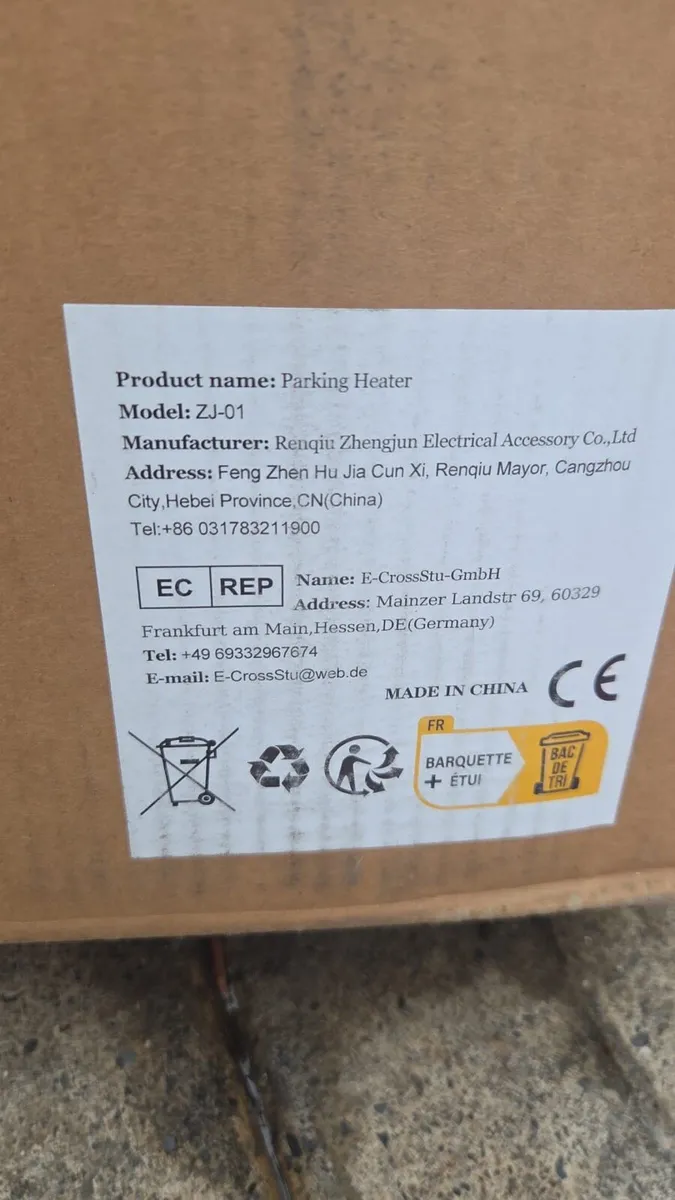 Product name: Parking Heater
Model: ZJ-01
Manufacturer: Renqiu Zhengjun Electrical Accessory Co.,Ltd
Address: Feng Zhen Hu Jia Cun Xi, Renqiu Mayor, Cangzhou
City,Hebei Province,CN(China)
Tel:+86 031783211900
EC REP
Name: E-CrossStu-GmbH
Address: Mainzer Landstr 69, 60329
Frankfurt am Main,Hessen,DE(Germany)
Tel: +49 69332967674
E-mail: E-CrossStu@web.de
MADE IN CHINA CE
FR
BARQUETTE
+ ÉTUI
BAC
DE
TRI